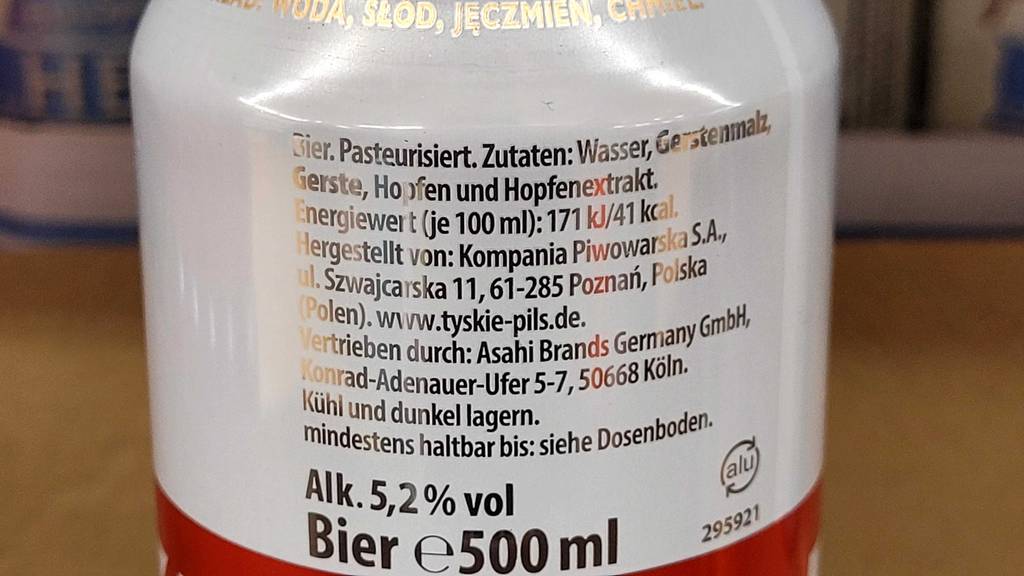 WODA, SŁÓD, JĘCZMIEŃ, CHMIEL.
Bier. Pasteurisiert. Zutaten: Wasser, Gerstenmalz,
Gerste, Hopfen und Hopfenextrakt.
Energiewert (je 100 ml): 171 kJ/41 kcal.
Hergestellt von: Kompania Piwowarska S.A.,
ul. Szwajcarska 11, 61-285 Poznań, Polska
(Polen). www.tyskie-pils.de.
Vertrieben durch: Asahi Brands Germany GmbH,
Konrad-Adenauer-Ufer 5-7, 50668 Köln.
Kühl und dunkel lagern.
mindestens haltbar bis: siehe Dosenboden.
alu
Alk. 5,2% vol
295921
Bier ℮500 ml